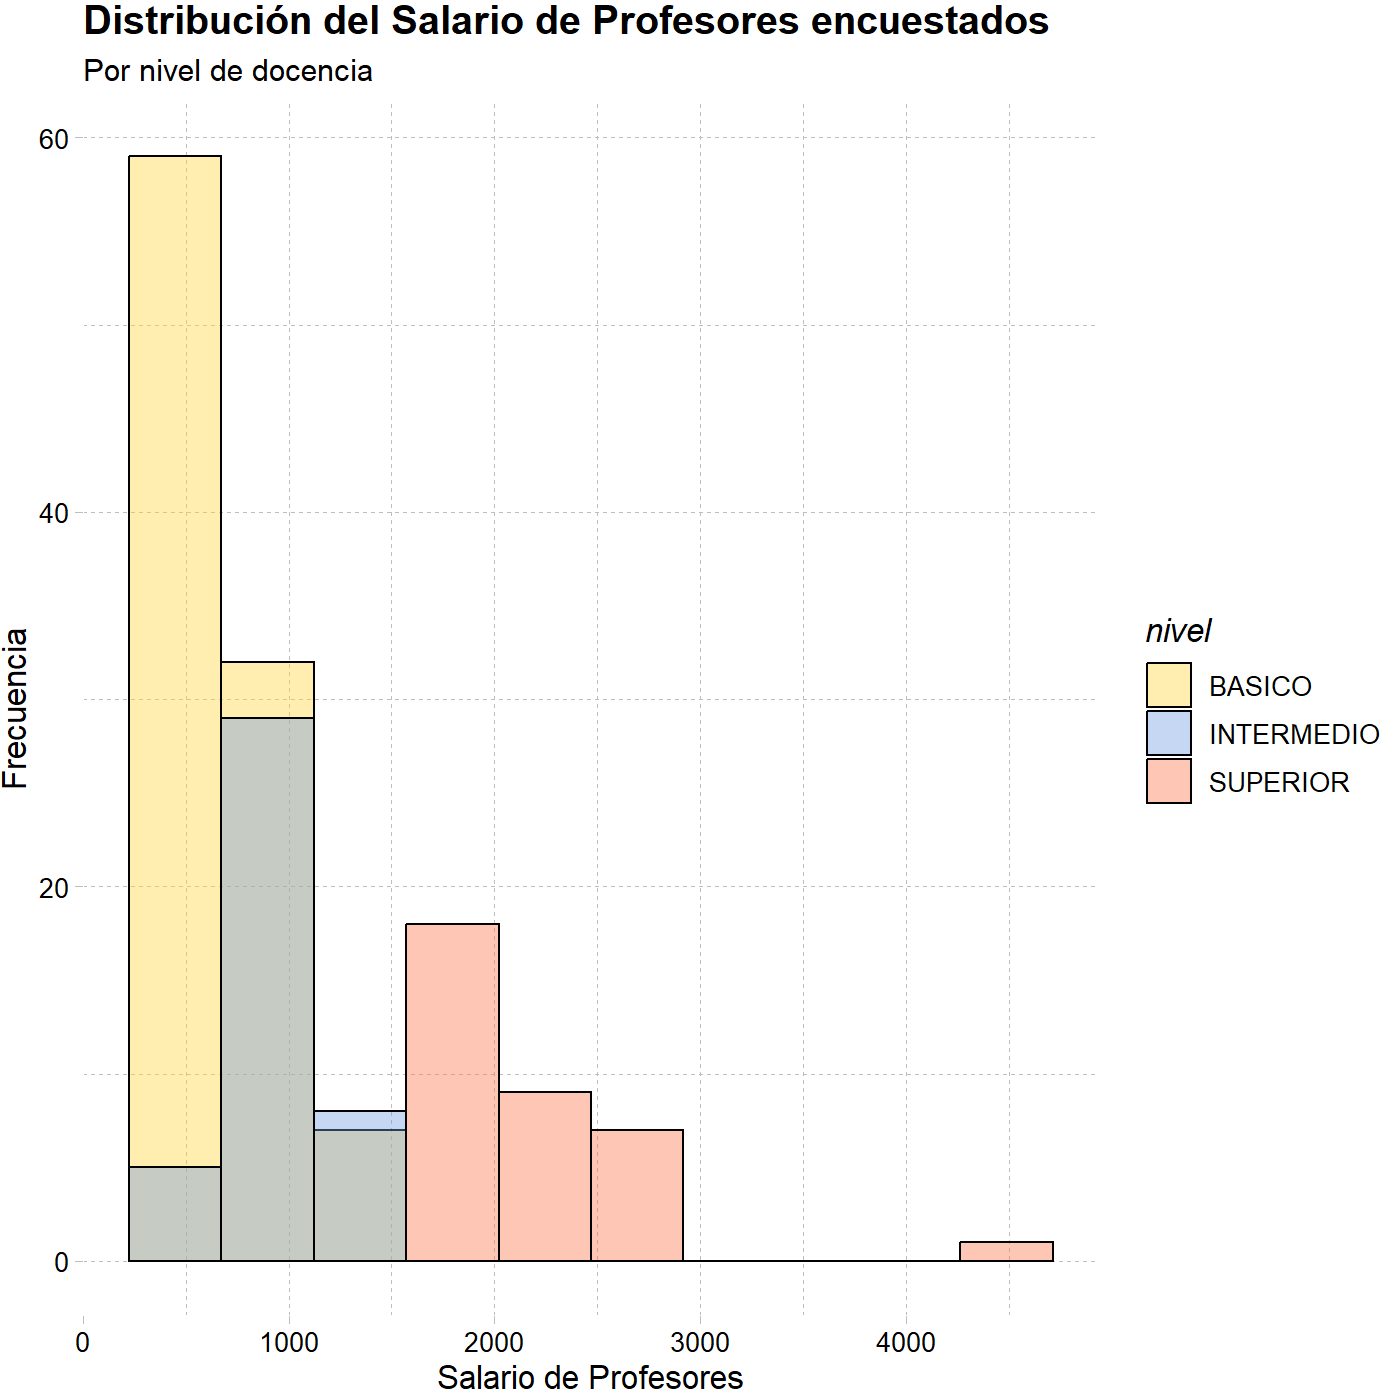 Distribución del Salario de Profesores encuestados
Por nivel de docencia
60
40
20
0
Frecuencia
0 1000 2000 3000 4000
Salario de Profesores
nivel
BASICO
INTERMEDIO
SUPERIOR